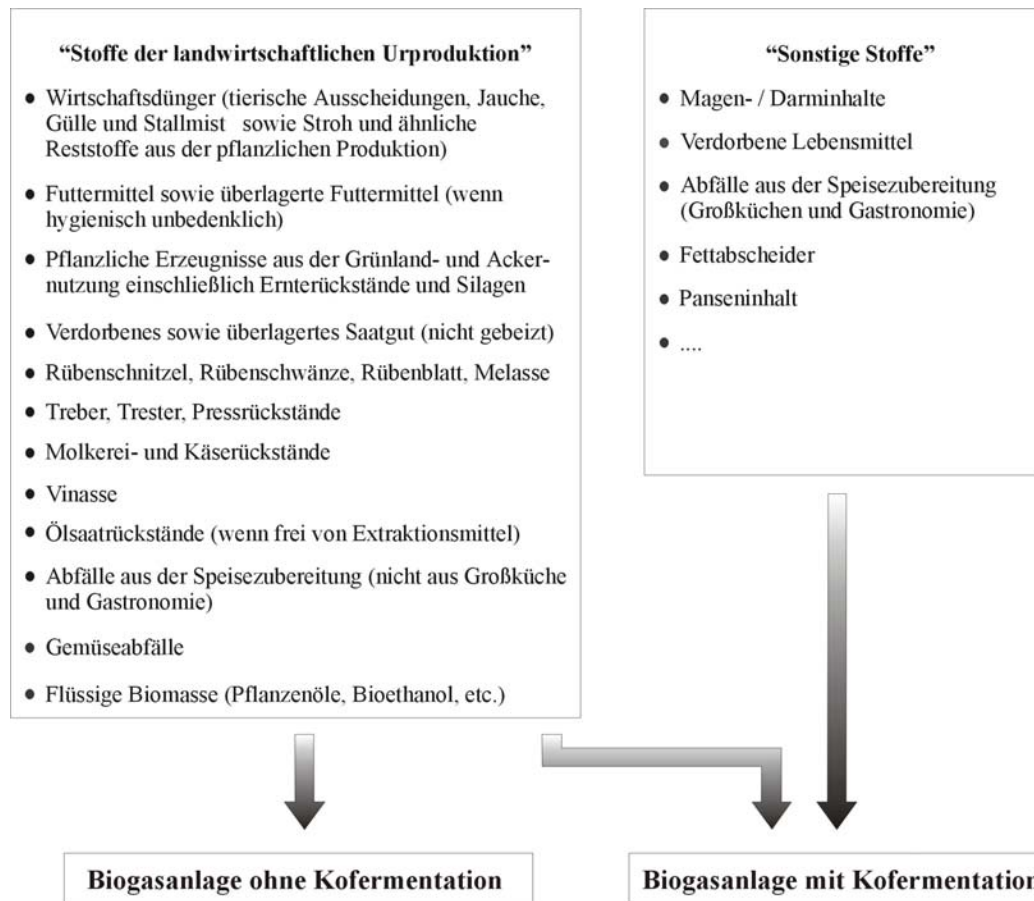 “Stoffe der landwirtschaftlichen Urproduktion”
• Wirtschaftsdünger (tierische Ausscheidungen, Jauche,
Gülle und Stallmist sowie Stroh und ähnliche
Reststoffe aus der pflanzlichen Produktion)
• Futtermittel sowie überlagerte Futtermittel (wenn
hygienisch unbedenklich)
• Pflanzliche Erzeugnisse aus der Grünland- und Acker-
nutzung einschließlich Ernterückstände und Silagen
• Verdorbenes sowie überlagertes Saatgut (nicht gebeizt)
• Rübenschnitzel, Rübenschwänze, Rübenblatt, Melasse
• Treber, Trester, Pressrückstände
• Molkerei- und Käserückstände
• Vinasse
• Ölsaatrückstände (wenn frei von Extraktionsmittel)
• Abfälle aus der Speisezubereitung (nicht aus Großküche
und Gastronomie)
• Gemüseabfälle
• Flüssige Biomasse (Pflanzenöle, Bioethanol, etc.)
“Sonstige Stoffe”
• Magen- / Darminhalte
• Verdorbene Lebensmittel
• Abfälle aus der Speisezubereitung
(Großküchen und Gastronomie)
• Fettabscheider
• Panseninhalt
• ....
Biogasanlage ohne Kofermentation
Biogasanlage mit Kofermentation